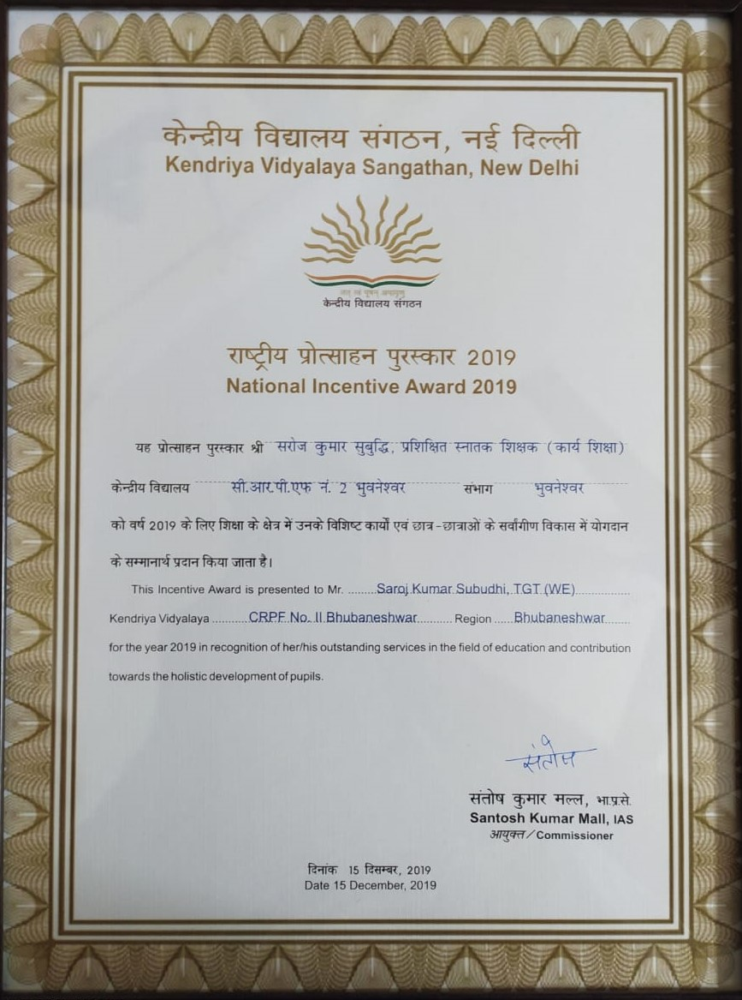 केन्द्रीय विद्यालय संगठन, नई दिल्ली
Kendriya Vidyalaya Sangathan, New Delhi
केन्द्रीय विद्यालय संगठन
राष्ट्रीय प्रोत्साहन पुरस्कार 2019
National Incentive Award 2019
यह प्रोत्साहन पुरस्कार श्री सरोज कुमार सुबुद्धि, प्रशिक्षित स्नातक शिक्षक (कार्य शिक्षा)
केन्द्रीय विद्यालय सी.आर.पी.एफ नं. 2 भुवनेश्वर संभाग भुवनेश्वर
को वर्ष 2019 के लिए शिक्षा के क्षेत्र में उनके विशिष्ट कार्यों एवं छात्र-छात्राओं के सर्वांगीण विकास में योगदान
के सम्मानार्थ प्रदान किया जाता है।
This Incentive Award is presented to Mr. ........Saroj Kumar Subudhi, TGT (WE)................
Kendriya Vidyalaya ..........CRPF No. II Bhubaneshwar.......... Region .....Bhubaneshwar.......
for the year 2019 in recognition of her/his outstanding services in the field of education and contribution
towards the holistic development of pupils.
संतोष
संतोष कुमार मल्ल, भा.प्र.से.
Santosh Kumar Mall, IAS
आयुक्त/Commissioner
दिनांक 15 दिसम्बर, 2019
Date 15 December, 2019